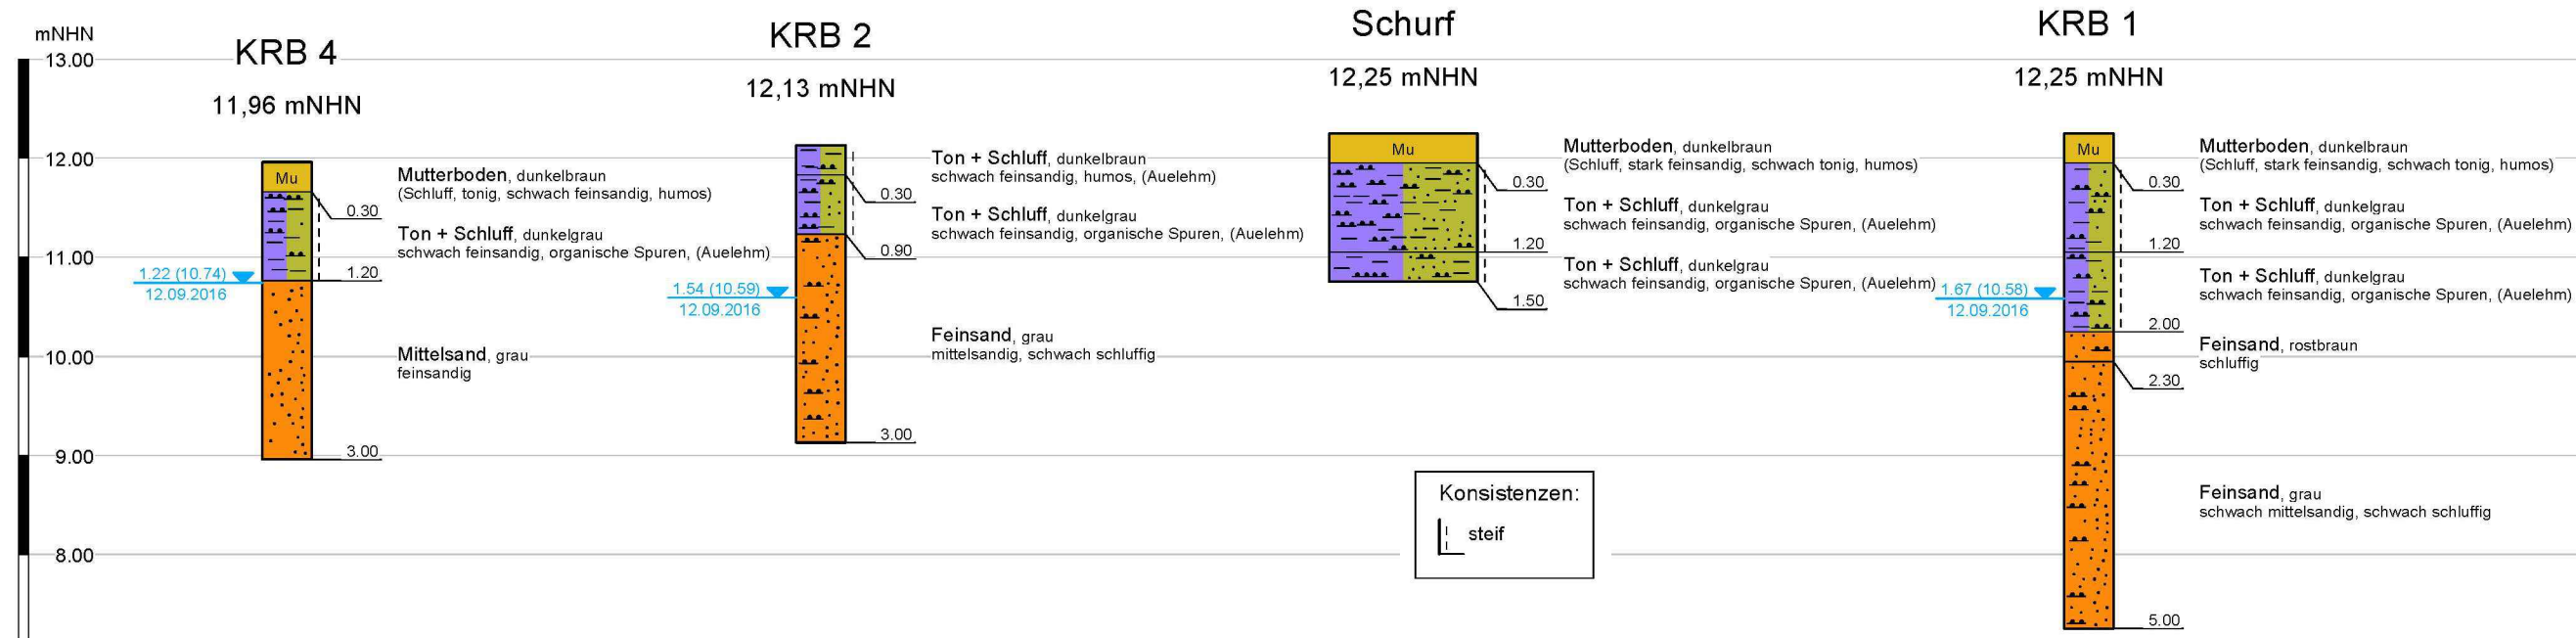 mNHN
13.00
12.00
11.00
10.00
9.00
8.00
KRB 4
11,96 mNHN
Mu
0.30
1.20
3.00
1.22 (10.74)
12.09.2016
Mutterboden, dunkelbraun
(Schluff, tonig, schwach feinsandig, humos)
Ton + Schluff, dunkelgrau
schwach feinsandig, organische Spuren, (Auelehm)
Mittelsand, grau
feinsandig
KRB 2
12,13 mNHN
0.30
0.90
3.00
1.54 (10.59)
12.09.2016
Ton + Schluff, dunkelbraun
schwach feinsandig, humos, (Auelehm)
Ton + Schluff, dunkelgrau
schwach feinsandig, organische Spuren, (Auelehm)
Feinsand, grau
mittelsandig, schwach schluffig
Schurf
12,25 mNHN
Mu
0.30
1.20
1.50
Mutterboden, dunkelbraun
(Schluff, stark feinsandig, schwach tonig, humos)
Ton + Schluff, dunkelgrau
schwach feinsandig, organische Spuren, (Auelehm)
Ton + Schluff, dunkelgrau
schwach feinsandig, organische Spuren, (Auelehm)
Konsistenzen:
steif
KRB 1
12,25 mNHN
Mu
0.30
1.20
2.00
2.30
5.00
1.67 (10.58)
12.09.2016
Mutterboden, dunkelbraun
(Schluff, stark feinsandig, schwach tonig, humos)
Ton + Schluff, dunkelgrau
schwach feinsandig, organische Spuren, (Auelehm)
Ton + Schluff, dunkelgrau
schwach feinsandig, organische Spuren, (Auelehm)
Feinsand, rostbraun
schluffig
Feinsand, grau
schwach mittelsandig, schwach schluffig